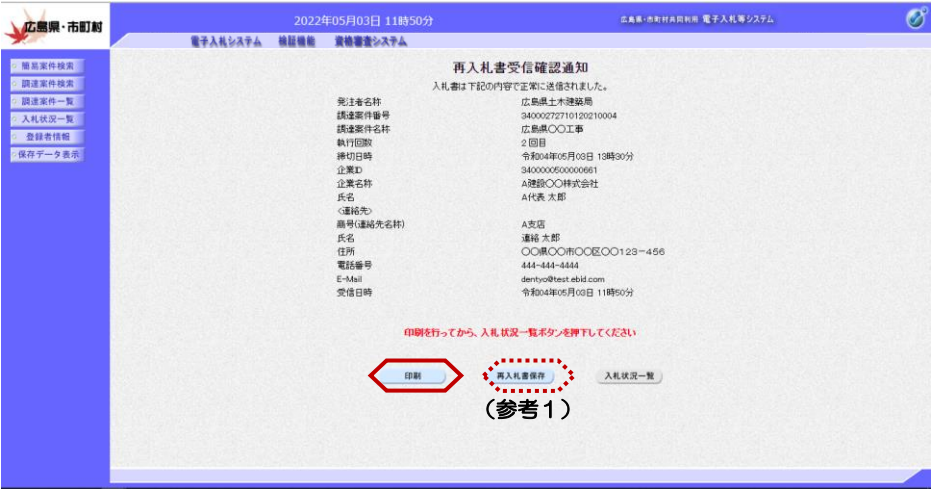 広島県・市町村
2022年05月03日 11時50分
広島県・市町村共同利用 電子入札等システム
電子入札システム 検証機能 資格審査システム
簡易案件検索
調達案件検索
調達案件一覧
入札状況一覧
登録者情報
保存データ表示
再入札書受信確認通知
入札書は下記の内容で正常に送信されました。
発注者名称 広島県土木建築局
調達案件番号 34000272710120210004
調達案件名称 広島県〇〇工事
執行回数 2回目
締切日時 令和04年05月03日 13時30分
企業ID 3400000500000661
企業名称 A建設〇〇株式会社
氏名 A代表 太郎
<連絡先>
商号(連絡先名称) A支店
氏名 連絡 太郎
住所 〇〇県〇〇市〇〇区〇〇123-456
電話番号 444-444-4444
E-Mail dentyo@test.ebid.com
受信日時 令和04年05月03日 11時50分
印刷を行ってから、入札状況一覧ボタンを押下してください
印刷 再入札書保存 入札状況一覧
(参考1)